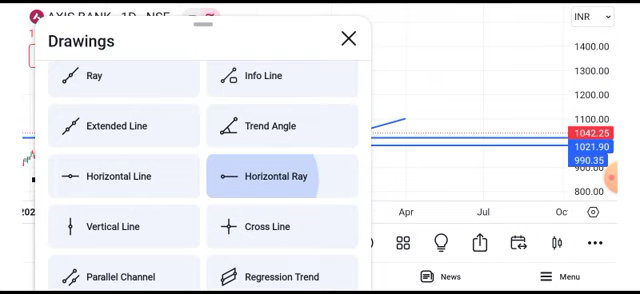 AXIS BANK · 1D · NSE
INR
Drawings
Ray
Info Line
Extended Line
Trend Angle
Horizontal Line
Horizontal Ray
Vertical Line
Cross Line
Parallel Channel
Regression Trend
1400.00
1300.00
1200.00
1100.00
1042.25
1021.90
990.35
900.00
800.00
Apr
Jul
Oc
News
Menu